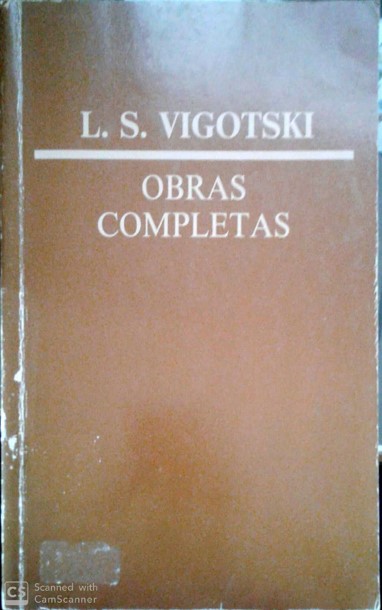 L. S. VIGOTSKI
OBRAS
COMPLETAS
CS
Scanned with
CamScanner